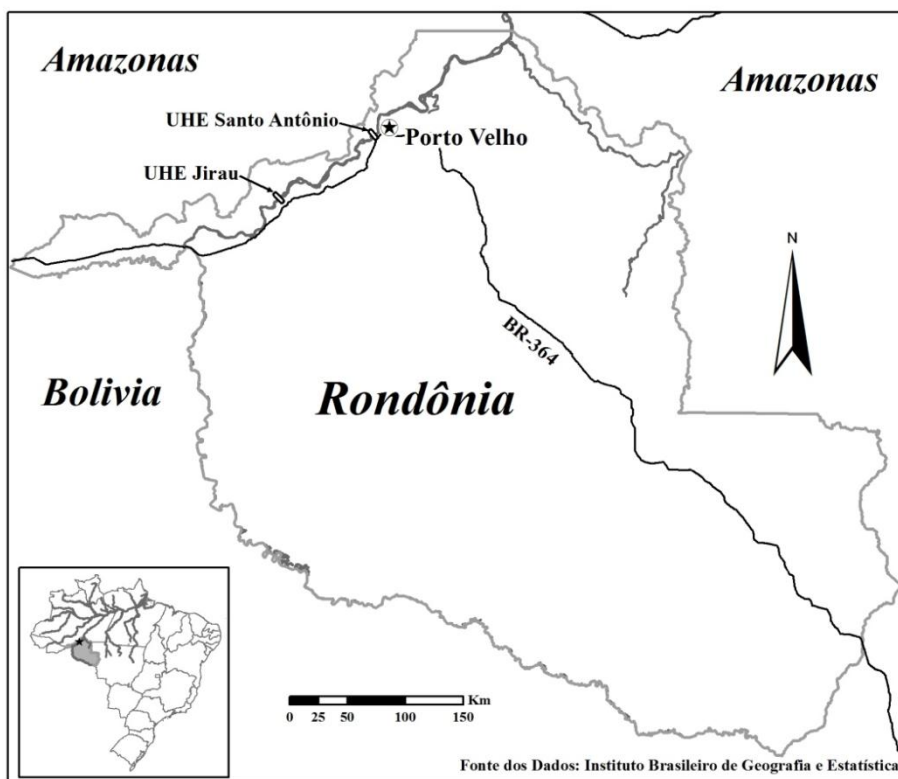 Amazonas
Amazonas
UHE Santo Antônio
Porto Velho
UHE Jirau
N
BR-364
Bolivia
Rondônia
Km
0 25 50 100 150
Fonte dos Dados: Instituto Brasileiro de Geografia e Estatística